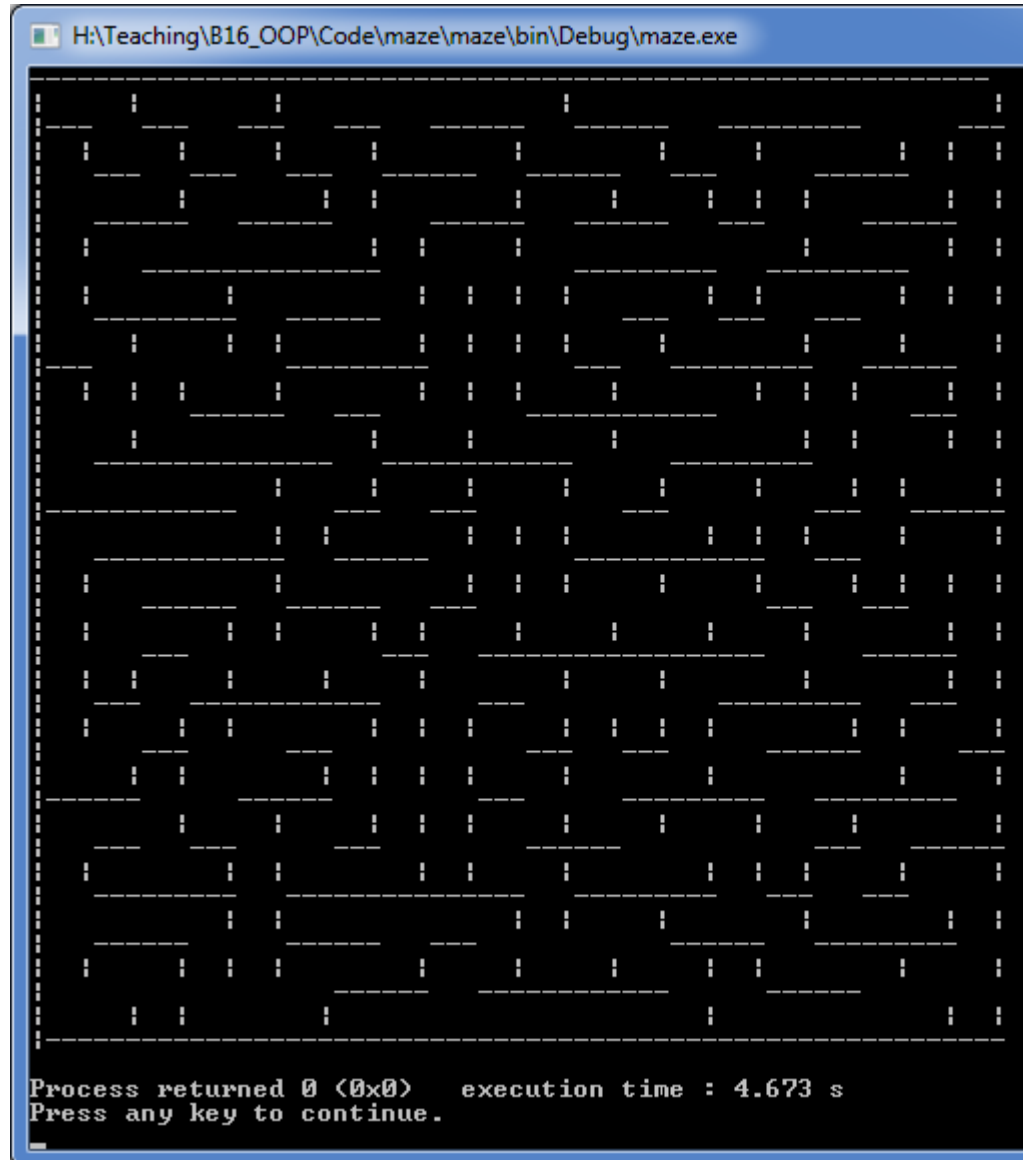 H:\Teaching\B16_OOP\Code\maze\maze\bin\Debug\maze.exe
Process returned 0 (0x0)   execution time : 4.673 s
Press any key to continue.